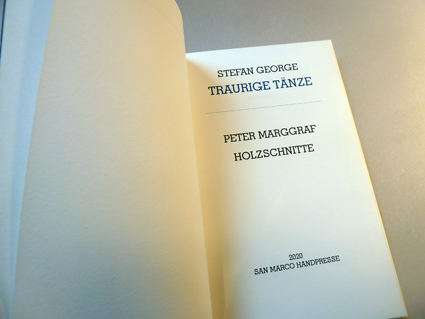 STEFAN GEORGE
TRAURIGE TÄNZE
PETER MARGGRAF
HOLZSCHNITTE
2020
SAN MARCO HANDPRESSE